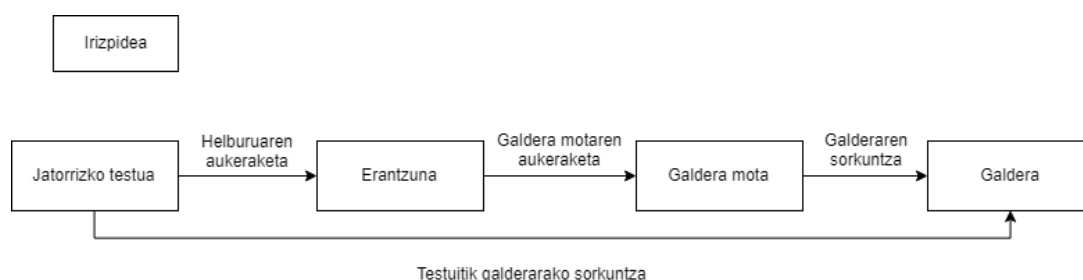 Irizpidea
Helburuaren
aukeraketa
Galdera motaren
aukeraketa
Galderaren
sorkuntza
Jatorrizko testua
Erantzuna
Galdera mota
Galdera
Testuitik galderarako sorkuntza